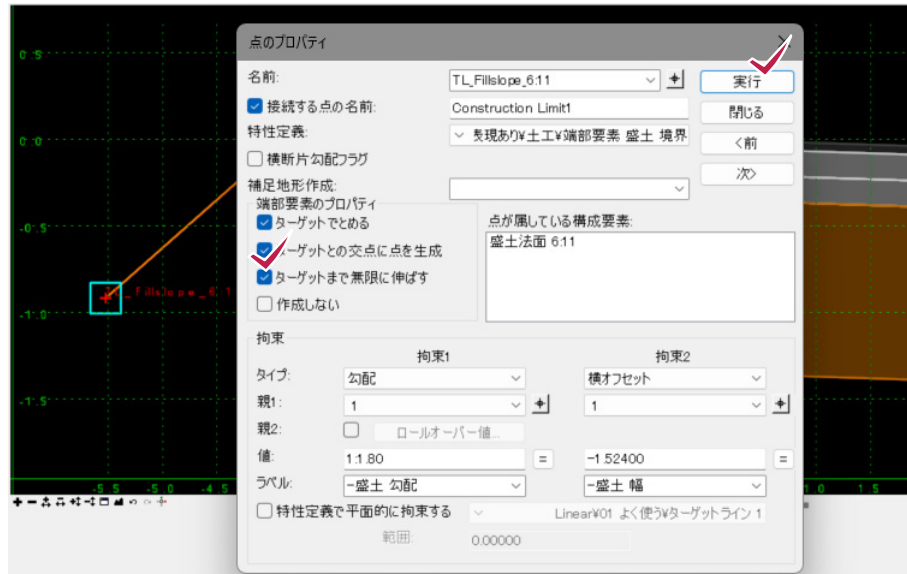 点のプロパティ
0.5
0.0
-0.5
-1.0
-1.5
-5.5 -5.0 -4.5
1.0 1.5
名前: TL_Fillslope_6:11
実行
接続する点の名前: Construction Limit1
閉じる
特性定義: 表現あり¥土工¥端部要素 盛土 境界
<前
横断片勾配フラグ
次>
補足地形作成:
端部要素のプロパティ
ターゲットでとめる
ターゲットとの交点に点を生成
ターゲットまで無限に伸ばす
作成しない
点が属している構成要素:
盛土法面 6:11
拘束
拘束1 拘束2
タイプ: 勾配 横オフセット
親1: 1 1
親2: ロールオーバー値...
値: 1:1.80 = -1.52400 =
ラベル: -盛土 勾配 -盛土 幅
特性定義で平面的に拘束する Linear¥01 よく使う¥ターゲットライン 1
範囲: 0.00000